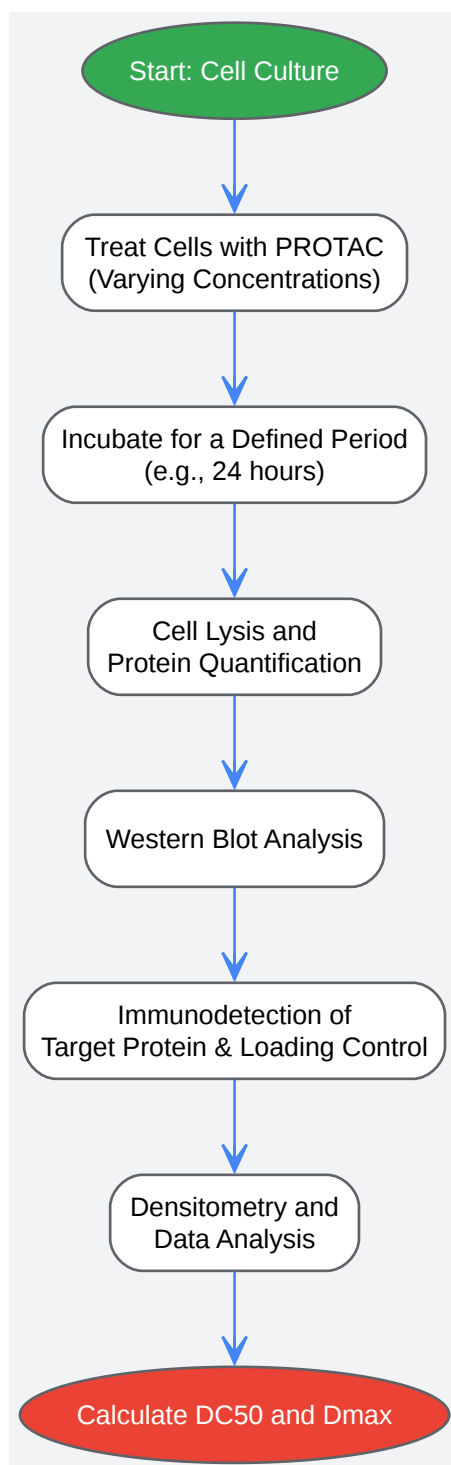 Start: Cell Culture
Treat Cells with PROTAC
(Varying Concentrations)
Incubate for a Defined Period
(e.g., 24 hours)
Cell Lysis and
Protein Quantification
Western Blot Analysis
Immunodetection of
Target Protein & Loading Control
Densitometry and
Data Analysis
Calculate DC50 and Dmax